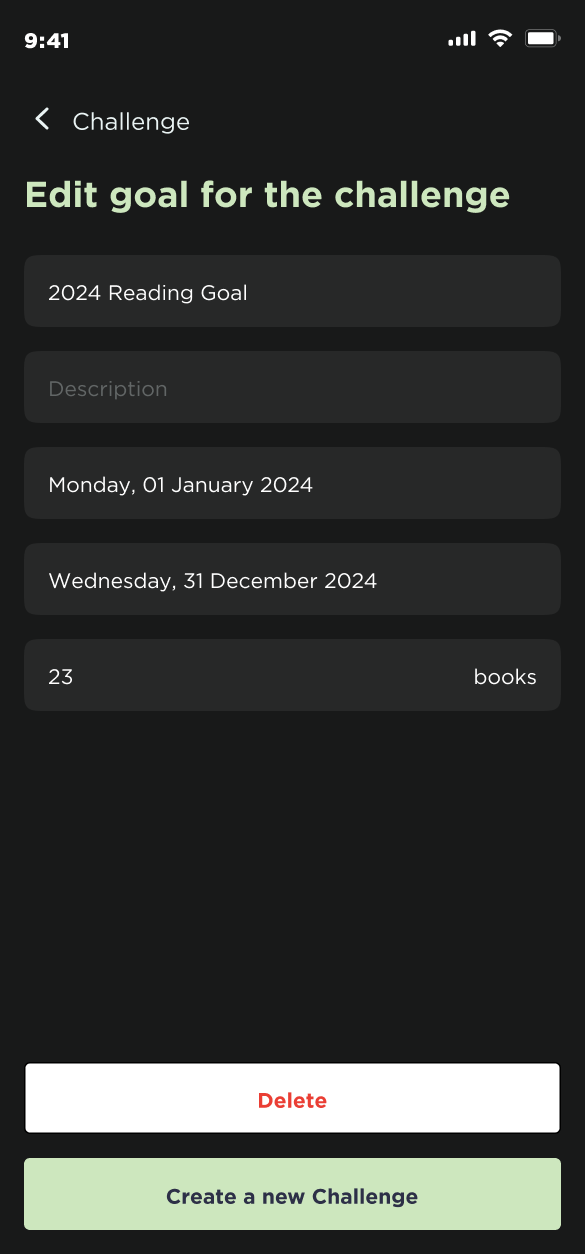 9:41
Challenge
Edit goal for the challenge
2024 Reading Goal
Description
Monday, 01 January 2024
Wednesday, 31 December 2024
23 books
Delete
Create a new Challenge